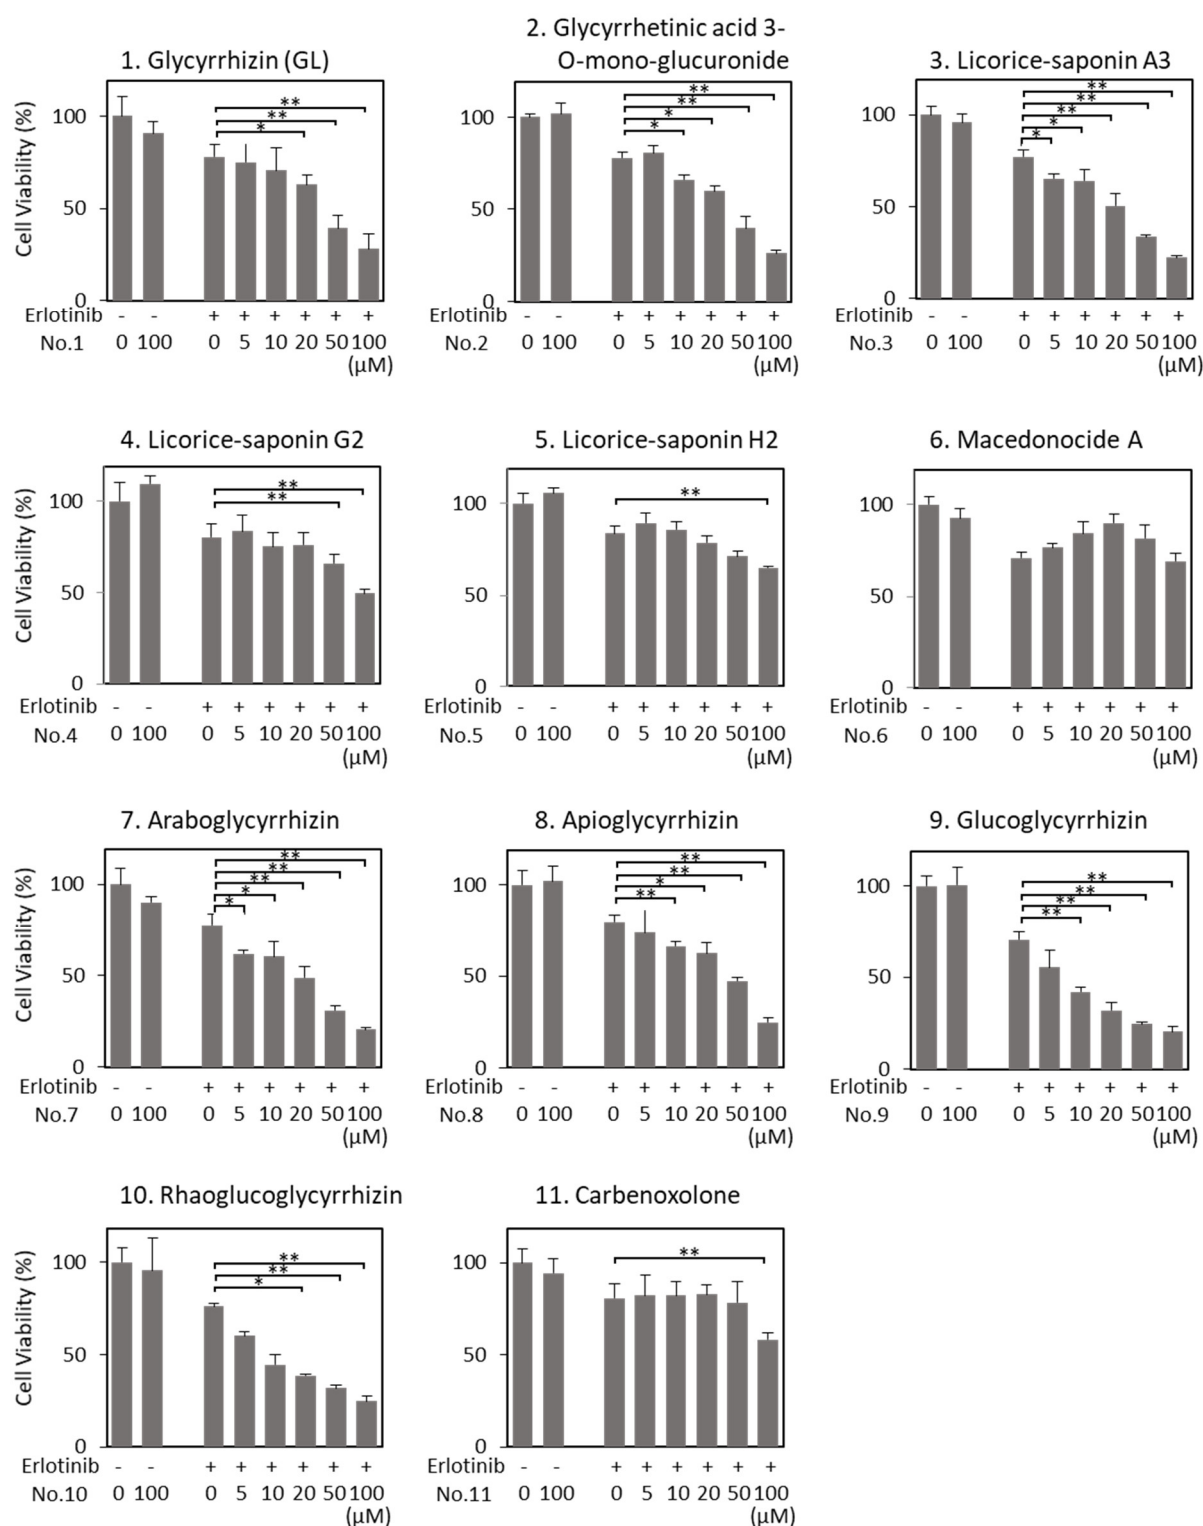 1. Glycyrrhizin (GL)
Cell Viability (%)
100
50
0
** 
**
*
Erlotinib - - + + + + + +
No.1 0 100 0 5 10 20 50 100
(µM)
2. Glycyrrhetinic acid 3-
O-mono-glucuronide
100
50
0
**
**
*
*
Erlotinib - - + + + + + +
No.2 0 100 0 5 10 20 50 100
(µM)
3. Licorice-saponin A3
100
50
0
**
**
**
*
*
Erlotinib - - + + + + + +
No.3 0 100 0 5 10 20 50 100
(µM)
4. Licorice-saponin G2
Cell Viability (%)
100
50
0
**
**
Erlotinib - - + + + + + +
No.4 0 100 0 5 10 20 50 100
(µM)
5. Licorice-saponin H2
100
50
0
**
Erlotinib - - + + + + + +
No.5 0 100 0 5 10 20 50 100
(µM)
6. Macedonocide A
100
50
0
Erlotinib - - + + + + + +
No.6 0 100 0 5 10 20 50 100
(µM)
7. Araboglycyrrhizin
Cell Viability (%)
100
50
0
**
**
**
*
*
Erlotinib - - + + + + + +
No.7 0 100 0 5 10 20 50 100
(µM)
8. Apioglycyrrhizin
100
50
0
**
**
*
**
Erlotinib - - + + + + + +
No.8 0 100 0 5 10 20 50 100
(µM)
9. Glucoglycyrrhizin
100
50
0
**
**
**
**
Erlotinib - - + + + + + +
No.9 0 100 0 5 10 20 50 100
(µM)
10. Rhaoglucoglycyrrhizin
Cell Viability (%)
100
50
0
**
**
*
Erlotinib - - + + + + + +
No.10 0 100 0 5 10 20 50 100
(µM)
11. Carbenoxolone
100
50
0
**
Erlotinib - - + + + + + +
No.11 0 100 0 5 10 20 50 100
(µM)